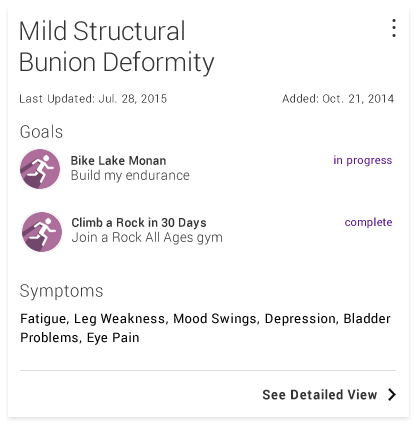 Mild Structural
Bunion Deformity
Last Updated: Jul. 28, 2015 Added: Oct. 21, 2014
Goals
Bike Lake Monan in progress
Build my endurance
Climb a Rock in 30 Days complete
Join a Rock All Ages gym
Symptoms
Fatigue, Leg Weakness, Mood Swings, Depression, Bladder
Problems, Eye Pain
See Detailed View